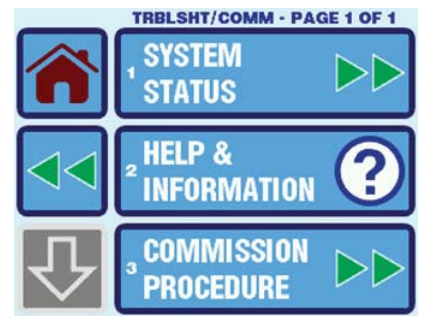 TRBLSHT/COMM - PAGE 1 OF 1
1 SYSTEM
STATUS
2 HELP &
INFORMATION ?
3 COMMISSION
PROCEDURE